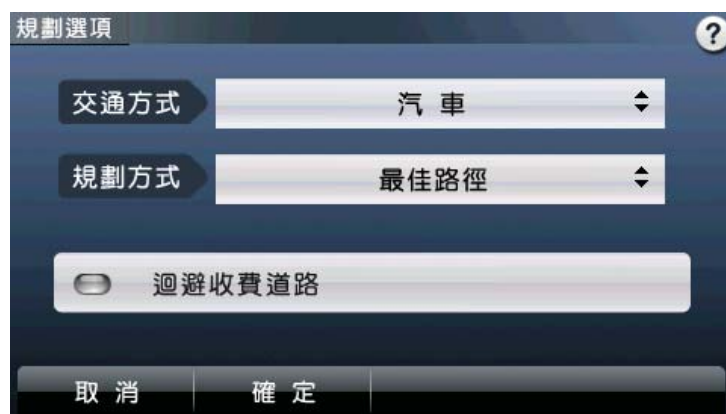 規劃選項
?
交通方式
汽車
規劃方式
最佳路徑
迴避收費道路
取消
確定